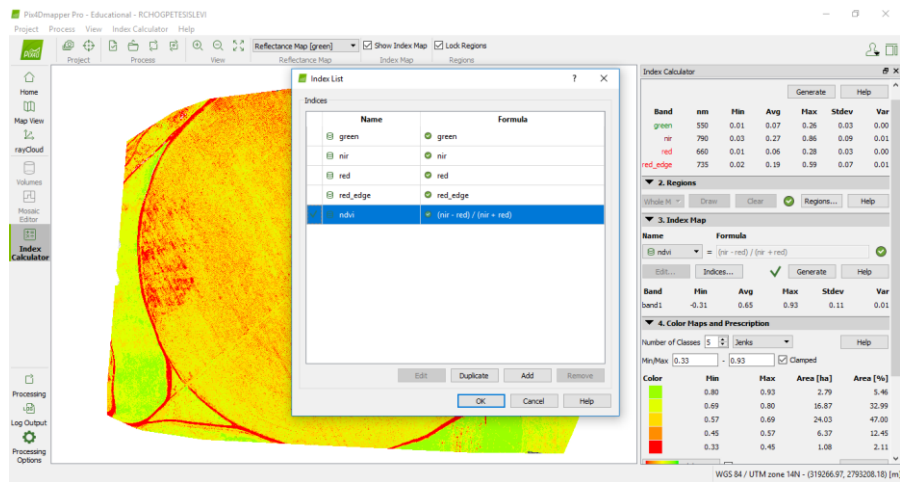 Pix4Dmapper Pro - Educational - RCHOGPETESISLEVI
Project Process View Index Calculator Help
Reflectance Map [green] Show Index Map Lock Regions
Project Process View Reflectance Map Index Map Regions
Home
Map View
rayCloud
Volumes
Mosaic
Editor
Index
Calculator
Processing
Log Output
Processing
Options
Index List ? ×
Indices
Name Formula
green green
nir nir
red red
red_edge red_edge
ndvi (nir - red) / (nir + red)
Edit Duplicate Add Remove
OK Cancel Help
Index Calculator
Generate Help
Band nm Min Avg Max Stdev Var
green 550 0.01 0.07 0.26 0.03 0.00
nir 790 0.03 0.27 0.86 0.09 0.01
red 660 0.01 0.06 0.28 0.03 0.00
red_edge 735 0.02 0.19 0.59 0.07 0.01
2. Regions
Whole M Draw Clear Regions... Help
3. Index Map
Name Formula
ndvi = (nir - red) / (nir + red)
Edit... Indices... Generate Help
Band Min Avg Max Stdev Var
band1 -0.31 0.65 0.93 0.11 0.01
4. Color Maps and Prescription
Number of Classes 5 Jenks Help
Min/Max 0.33 - 0.93 Clamped
Color Min Max Area [ha] Area [%]
0.80 0.93 2.79 5.46
0.69 0.80 16.87 32.99
0.57 0.69 24.03 47.00
0.45 0.57 6.37 12.45
0.33 0.45 1.08 2.11
WGS 84 / UTM zone 14N - (319266.97, 2793208.18) [m]